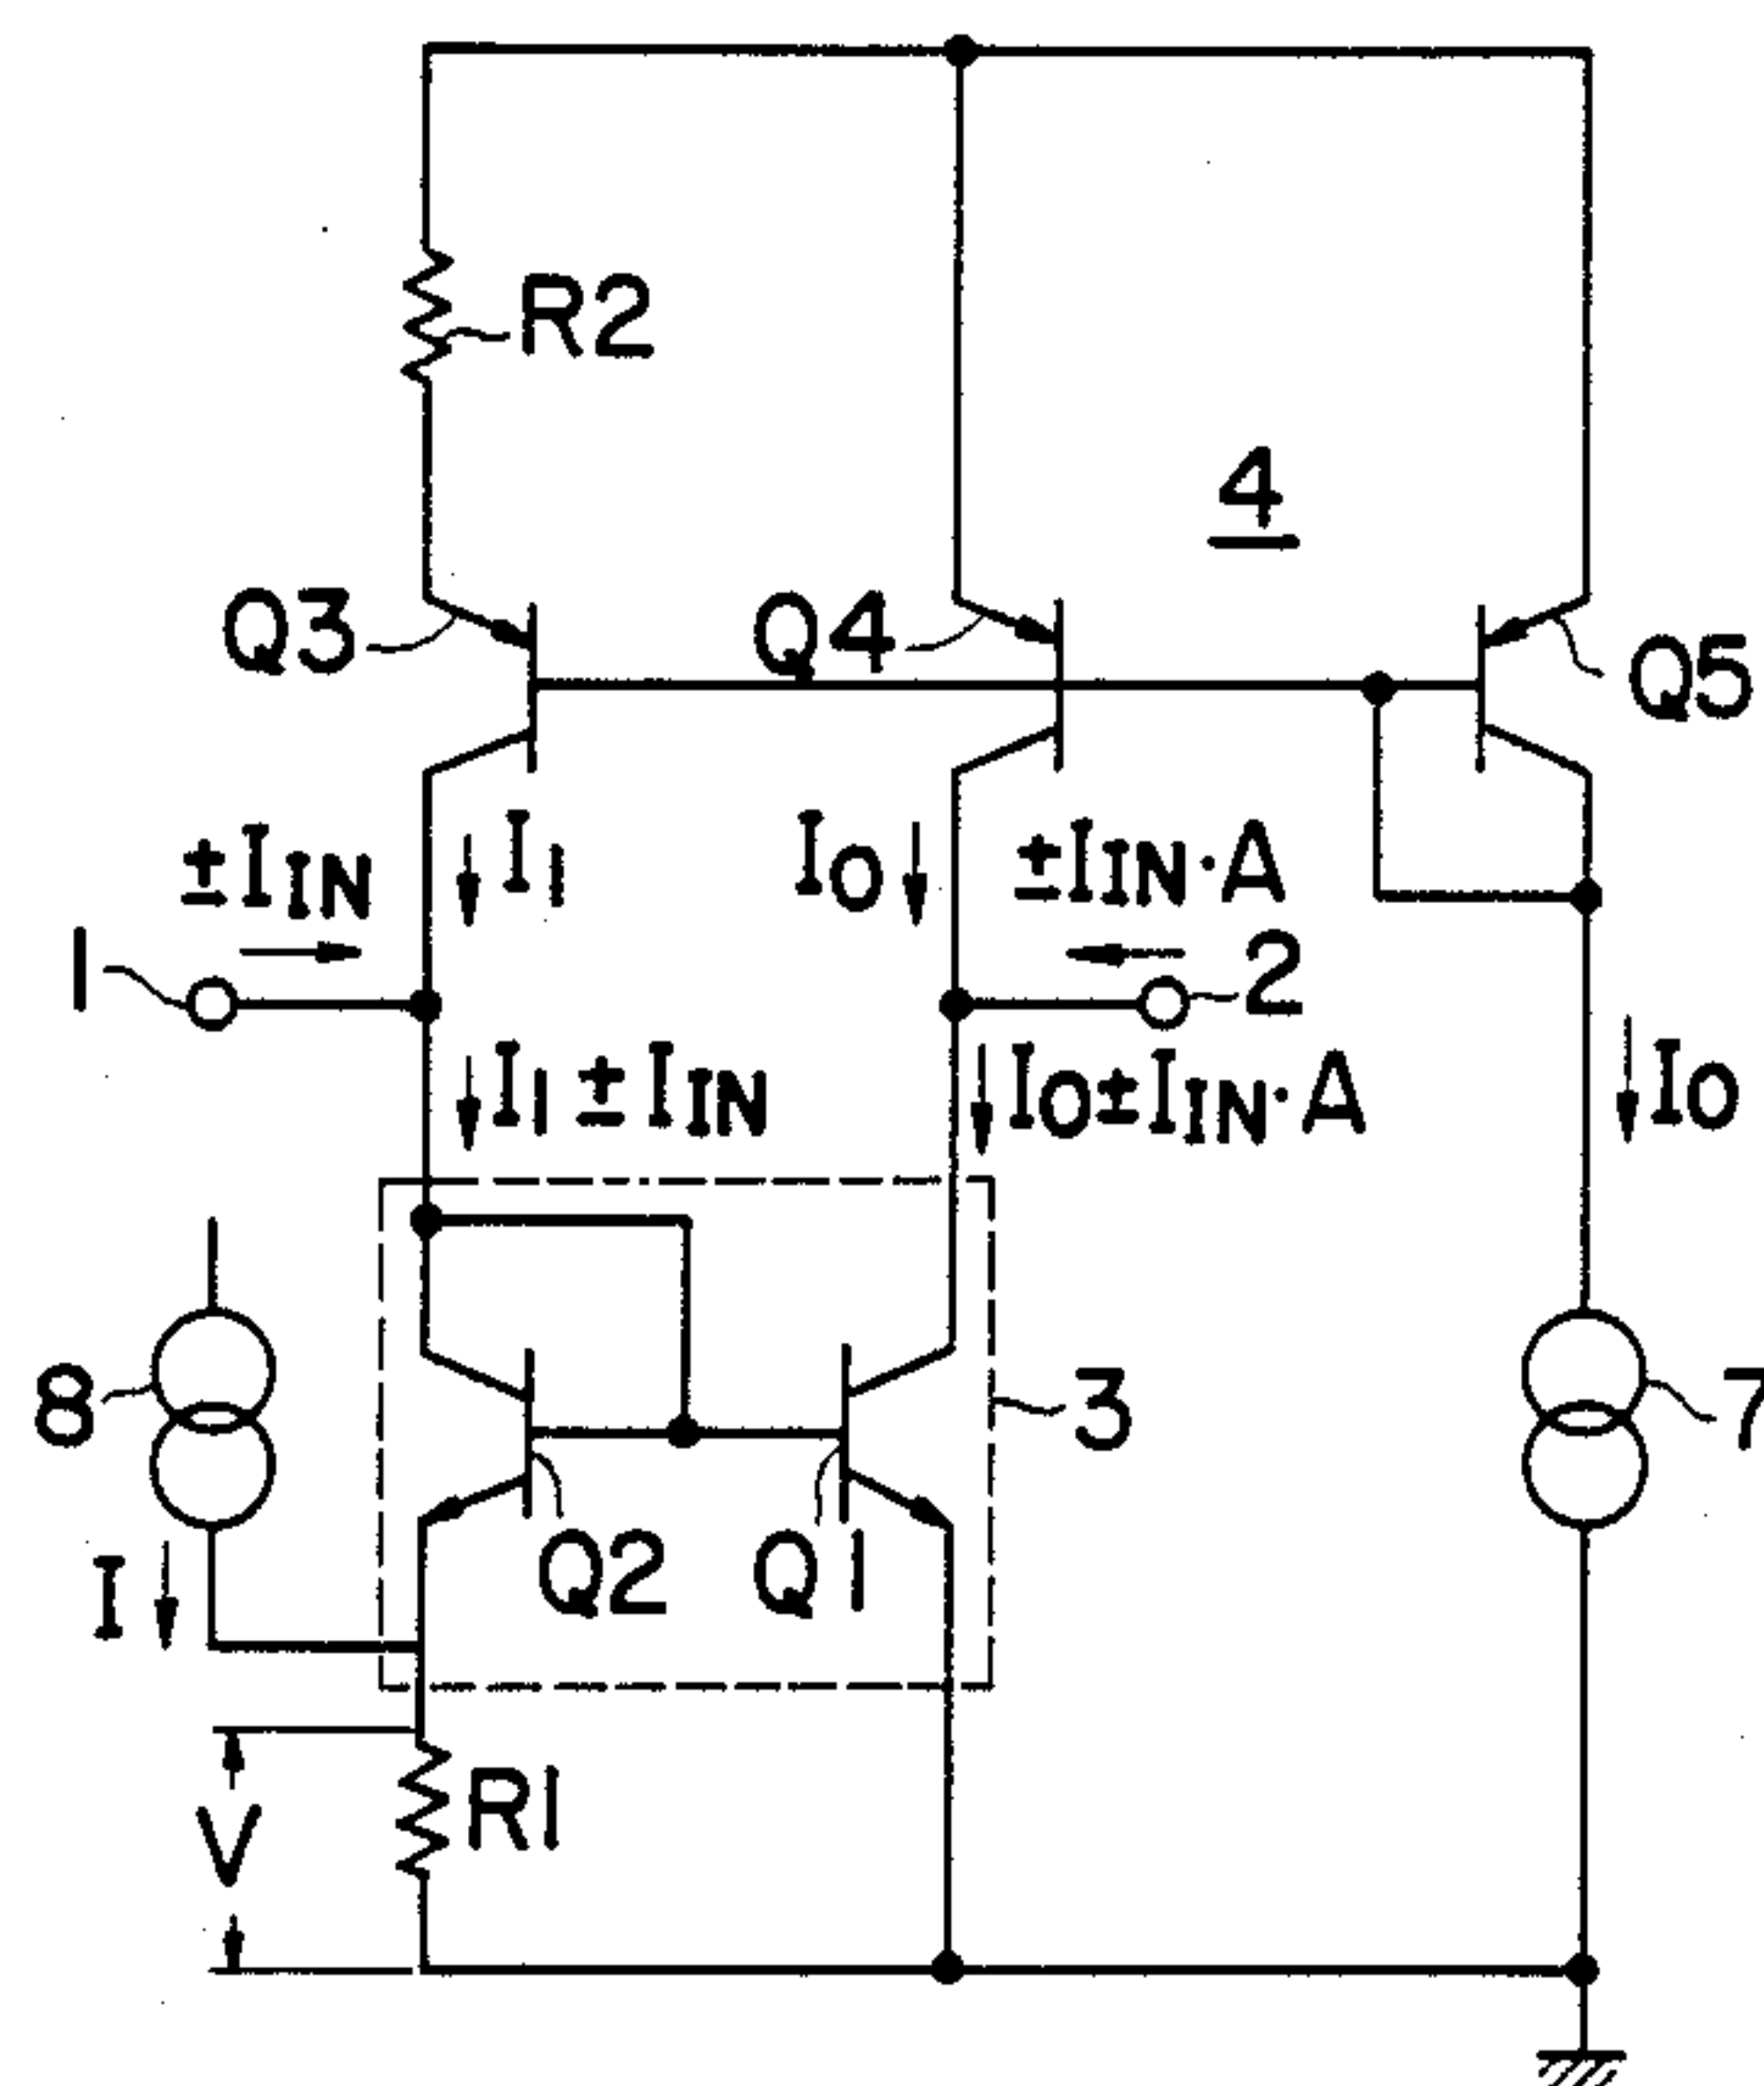 R2
4
Q3
Q4
Q5
±IIN
I1
IO
±IIN·A
1
2
I1±IIN
IO±IIN·A
IO
8
3
7
Q2
Q1
I
V
R1